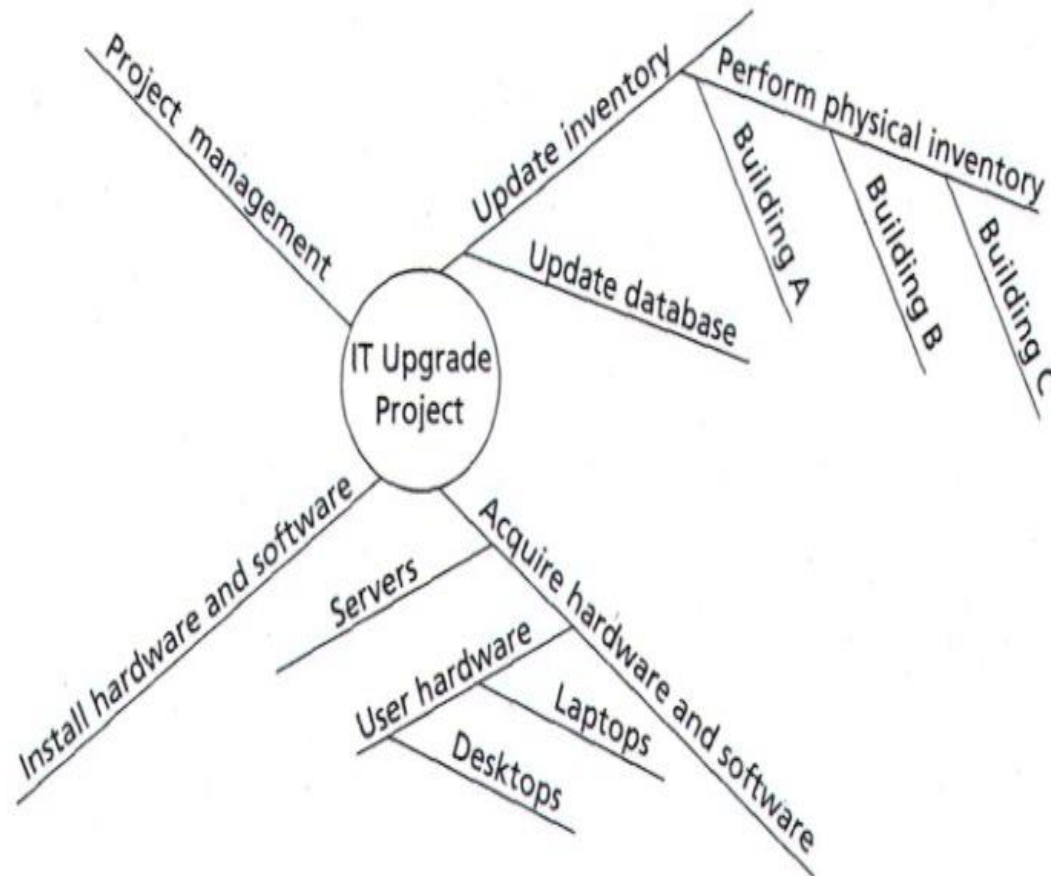 Project management
Update inventory
Perform physical inventory
Building A
Building B
Building C
Update database
IT Upgrade
Project
Install hardware and software
Acquire hardware and software
Servers
User hardware
Laptops
Desktops